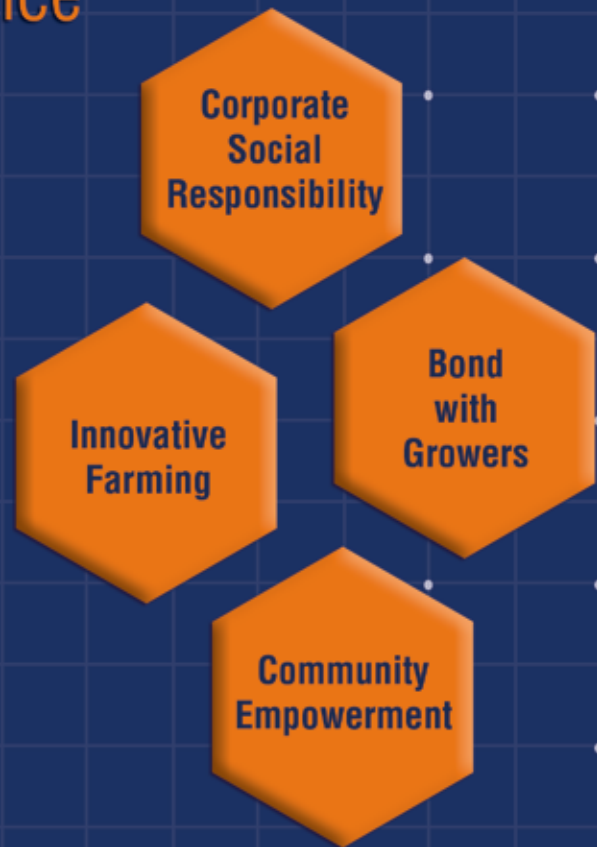 Corporate
Social
Responsibility
Bond
with
Growers
Innovative
Farming
Community
Empowerment